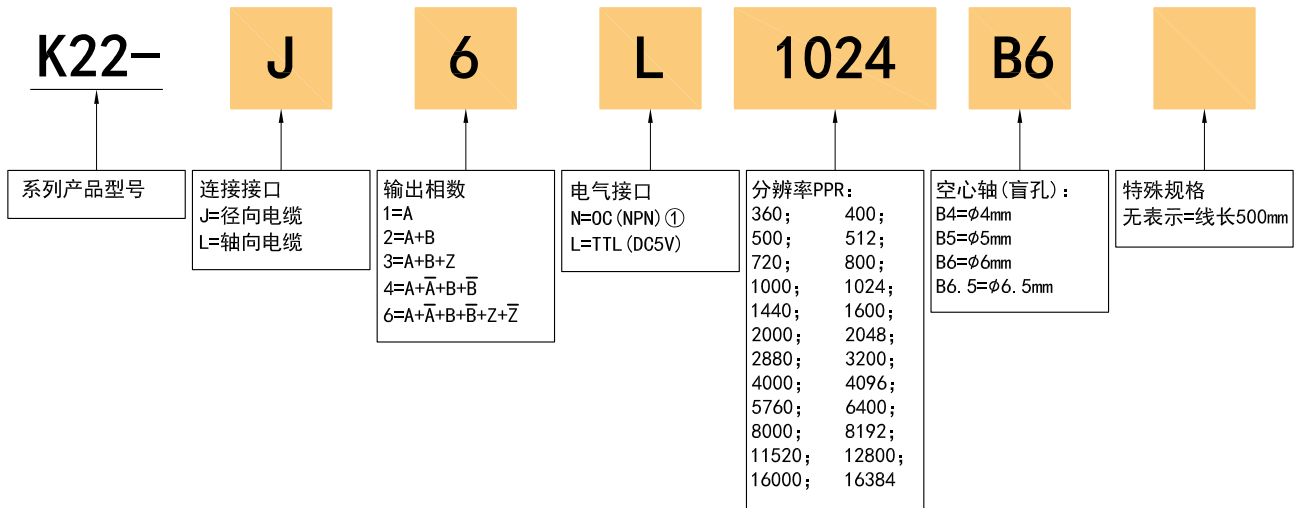 K22- J 6 L 1024 B6
系列产品型号
连接接口
J=径向电缆
L=轴向电缆
输出相数
1=A
2=A+B
3=A+B+Z
4=A+A̅+B+B̅
6=A+A̅+B+B̅+Z+Z̅
电气接口
N=OC(NPN)①
L=TTL(DC5V)
分辨率PPR:
360; 400;
500; 512;
720; 800;
1000; 1024;
1440; 1600;
2000; 2048;
2880; 3200;
4000; 4096;
5760; 6400;
8000; 8192;
11520; 12800;
16000; 16384
空心轴(盲孔):
B4=φ4mm
B5=φ5mm
B6=φ6mm
B6.5=φ6.5mm
特殊规格
无表示=线长500mm